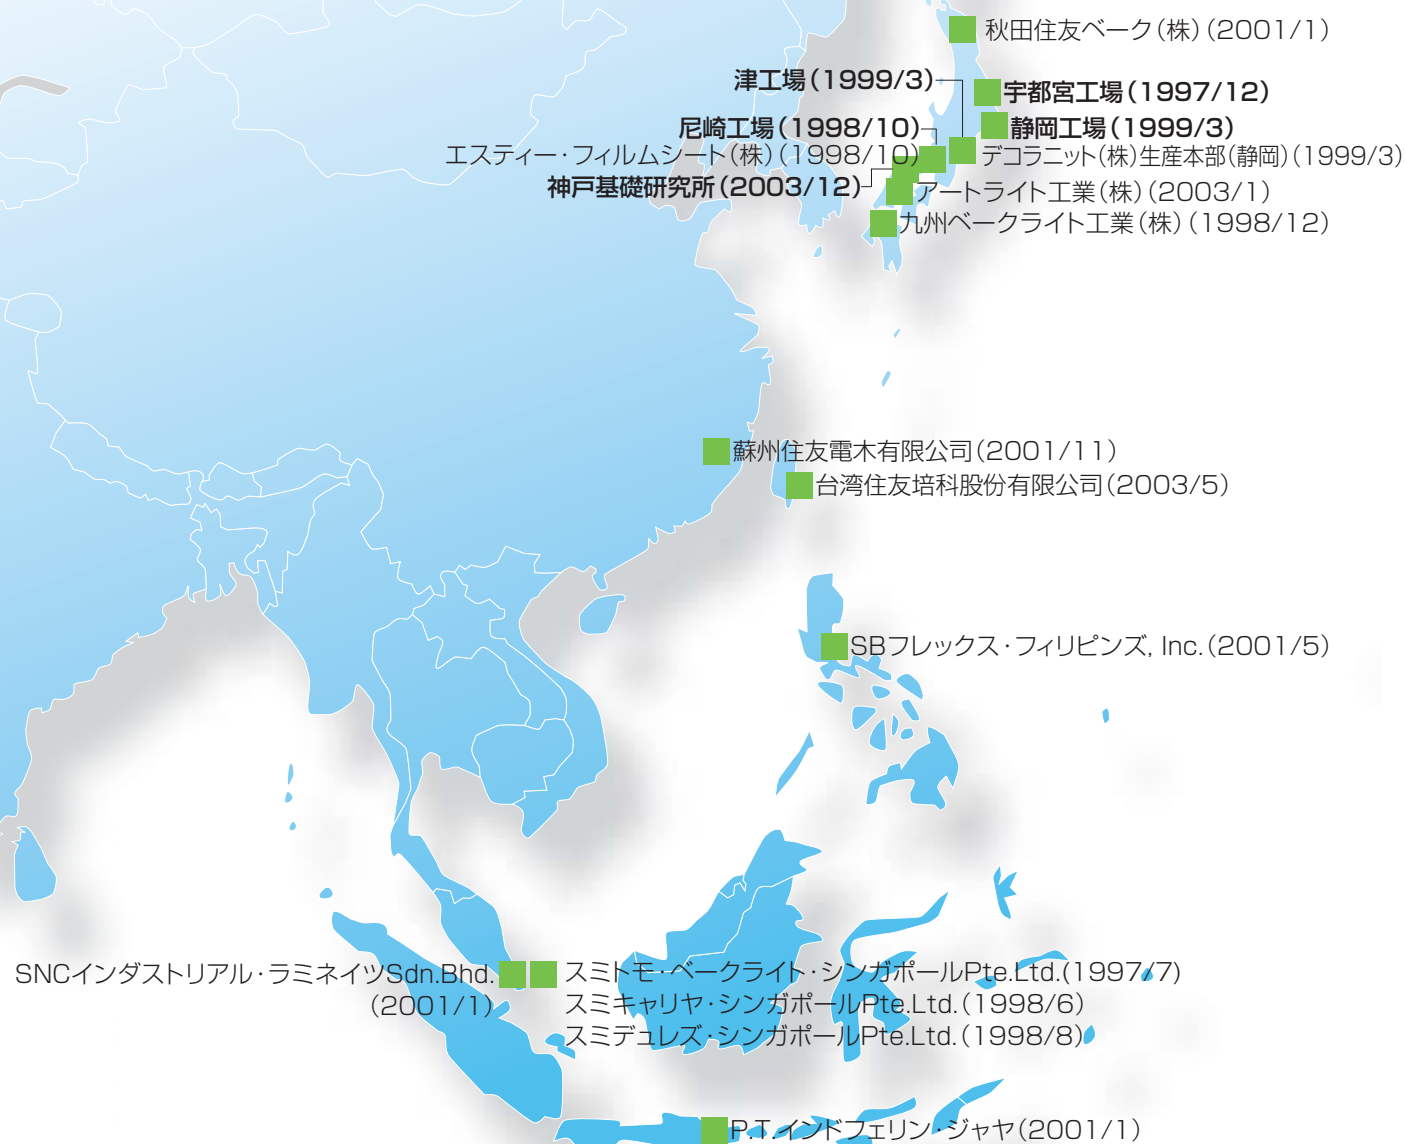 秋田住友ベーク(株)(2001/1)
津工場(1999/3)
宇都宮工場(1997/12)
尼崎工場(1998/10)
静岡工場(1999/3)
エスティー・フィルムシート(株)(1998/10)
デコラニット(株)生産本部(静岡)(1999/3)
神戸基礎研究所(2003/12)
アートライト工業(株)(2003/1)
九州ベークライト工業(株)(1998/12)
蘇州住友電木有限公司(2001/11)
台湾住友培科股份有限公司(2003/5)
SBフレックス・フィリピンズ, Inc.(2001/5)
SNCインダストリアル・ラミネイツSdn.Bhd.
(2001/1)
スミトモ・ベークライト・シンガポールPte.Ltd.(1997/7)
スミキャリヤ・シンガポールPte.Ltd.(1998/6)
スミデュレズ・シンガポールPte.Ltd.(1998/8)
P.T.インドフェリン・ジャヤ(2001/1)